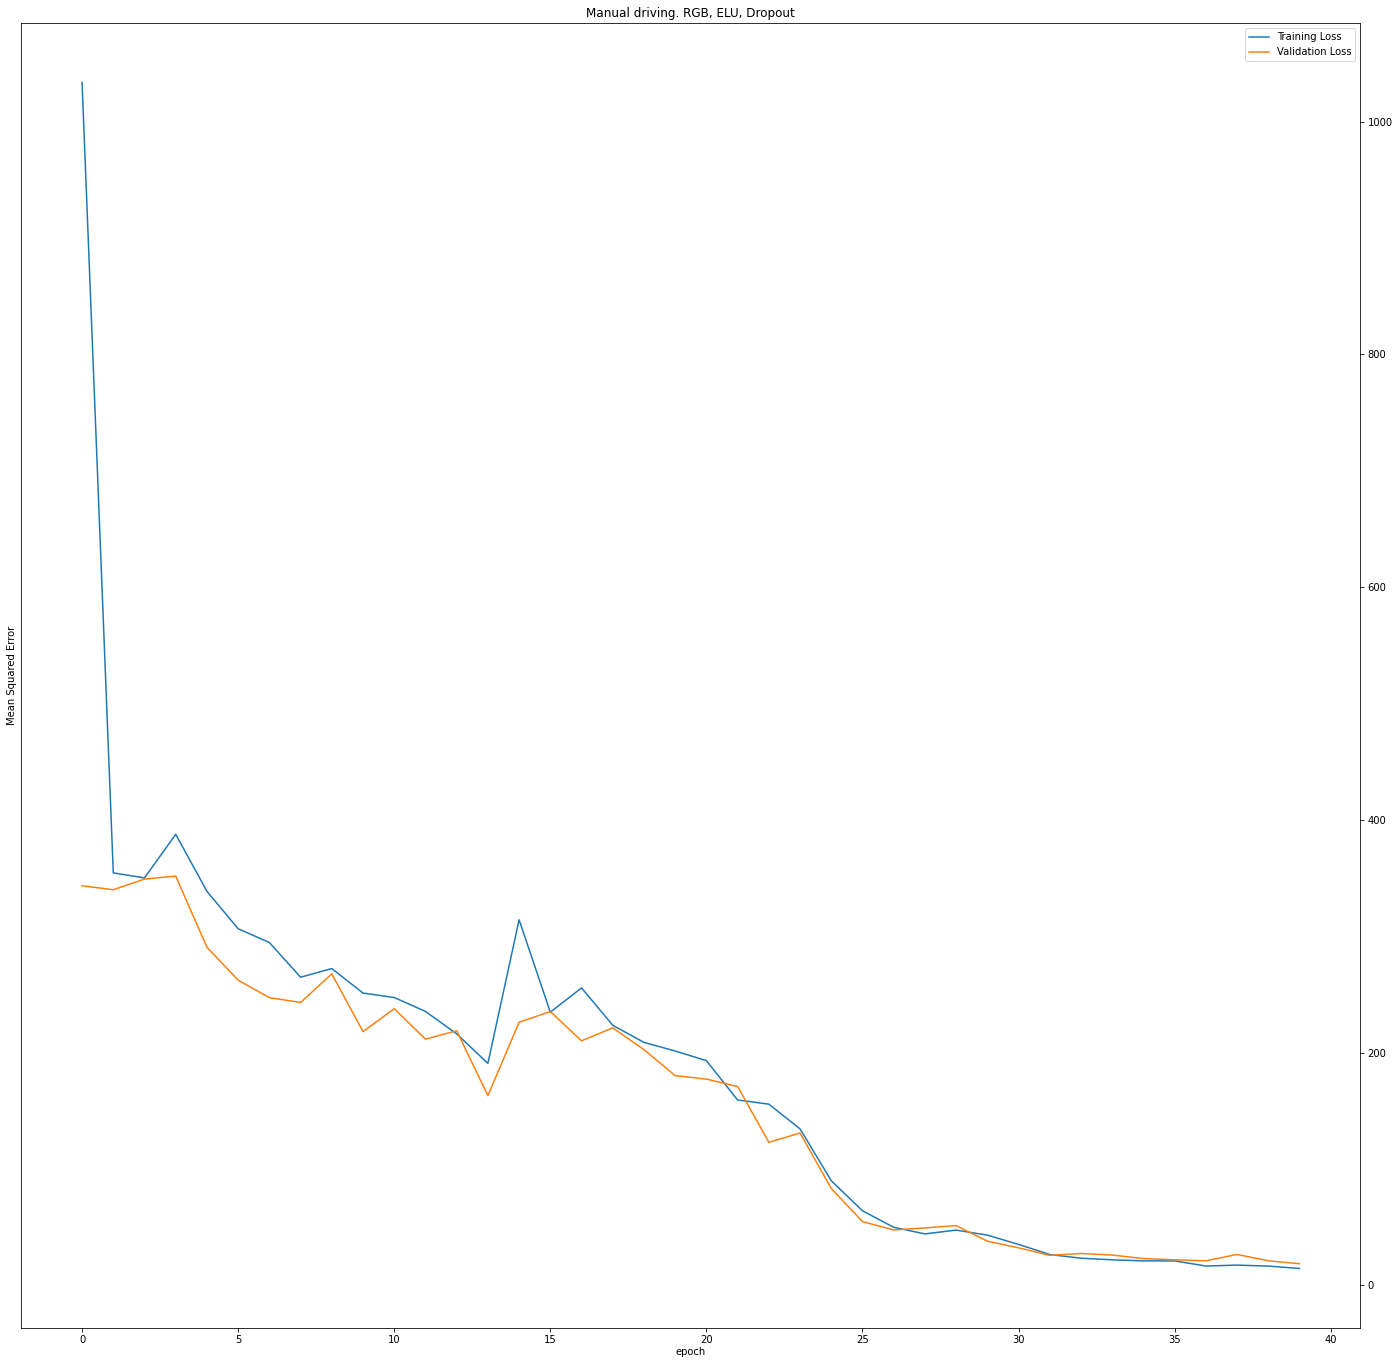 Manual driving. RGB, ELU, Dropout
Training Loss
Validation Loss
Mean Squared Error
1000
800
600
400
200
0
0 5 10 15 20 25 30 35 40
epoch